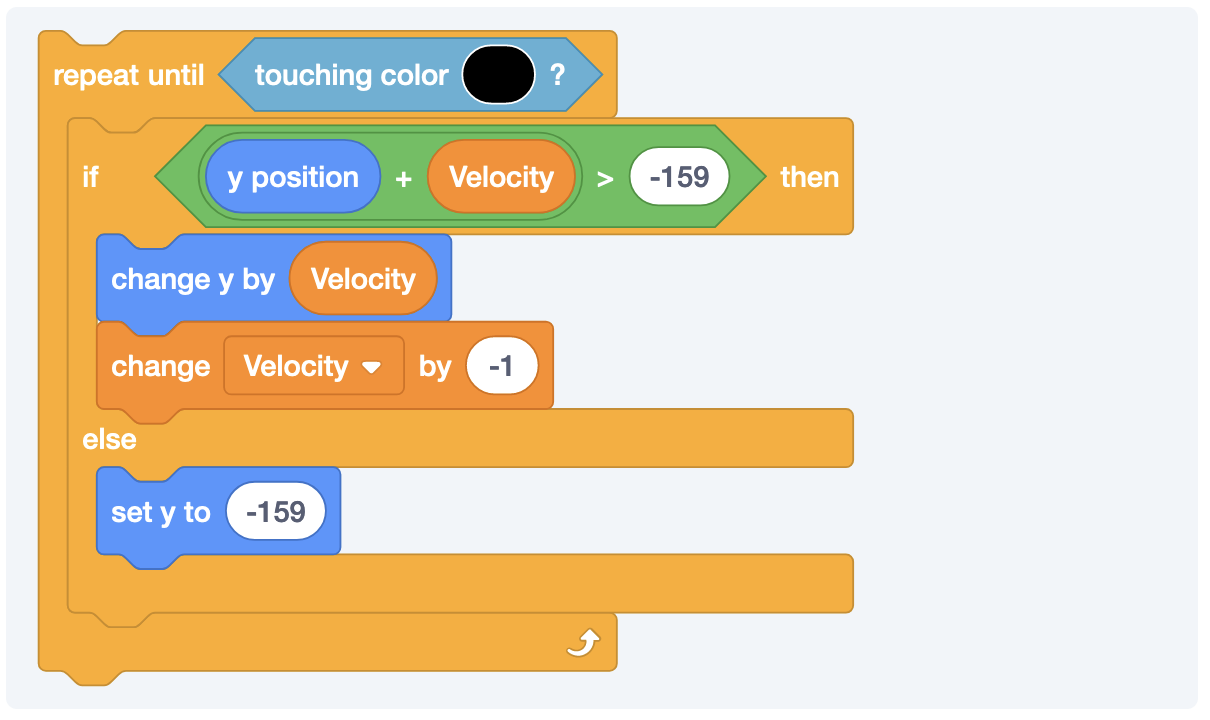 repeat until touching color ?
if y position + Velocity > -159 then
change y by Velocity
change Velocity by -1
else
set y to -159